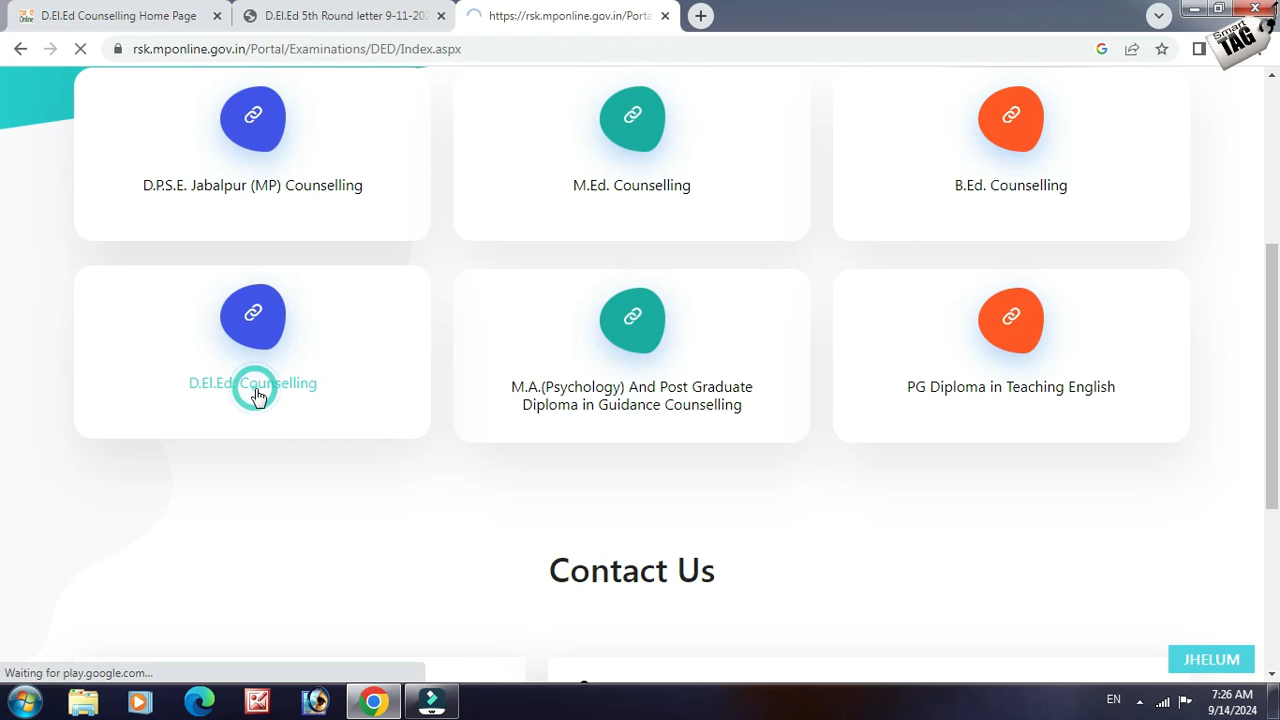 D.El.Ed Counselling Home Page
D.El.Ed 5th Round letter 9-11-202
https://rsk.mponline.gov.in/Porta
rsk.mponline.gov.in/Portal/Examinations/DED/Index.aspx
Smart
TAG
D.P.S.E. Jabalpur (MP) Counselling
M.Ed. Counselling
B.Ed. Counselling
D.El.Ed. Counselling
M.A.(Psychology) And Post Graduate
Diploma in Guidance Counselling
PG Diploma in Teaching English
Contact Us
JHELUM
Waiting for play.google.com...
EN
7:26 AM
9/14/2024